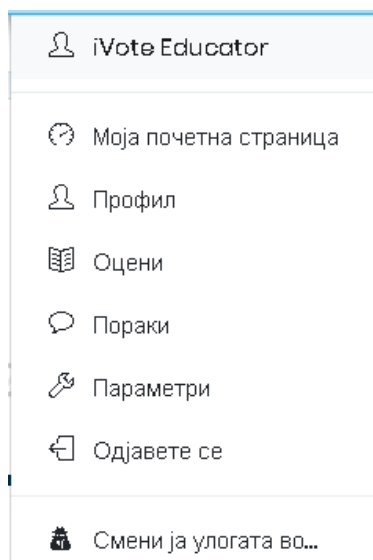 iVote Educator
Моја почетна страница
Профил
Оцени
Пораки
Параметри
Одјавете се
Смени ја улогата во...